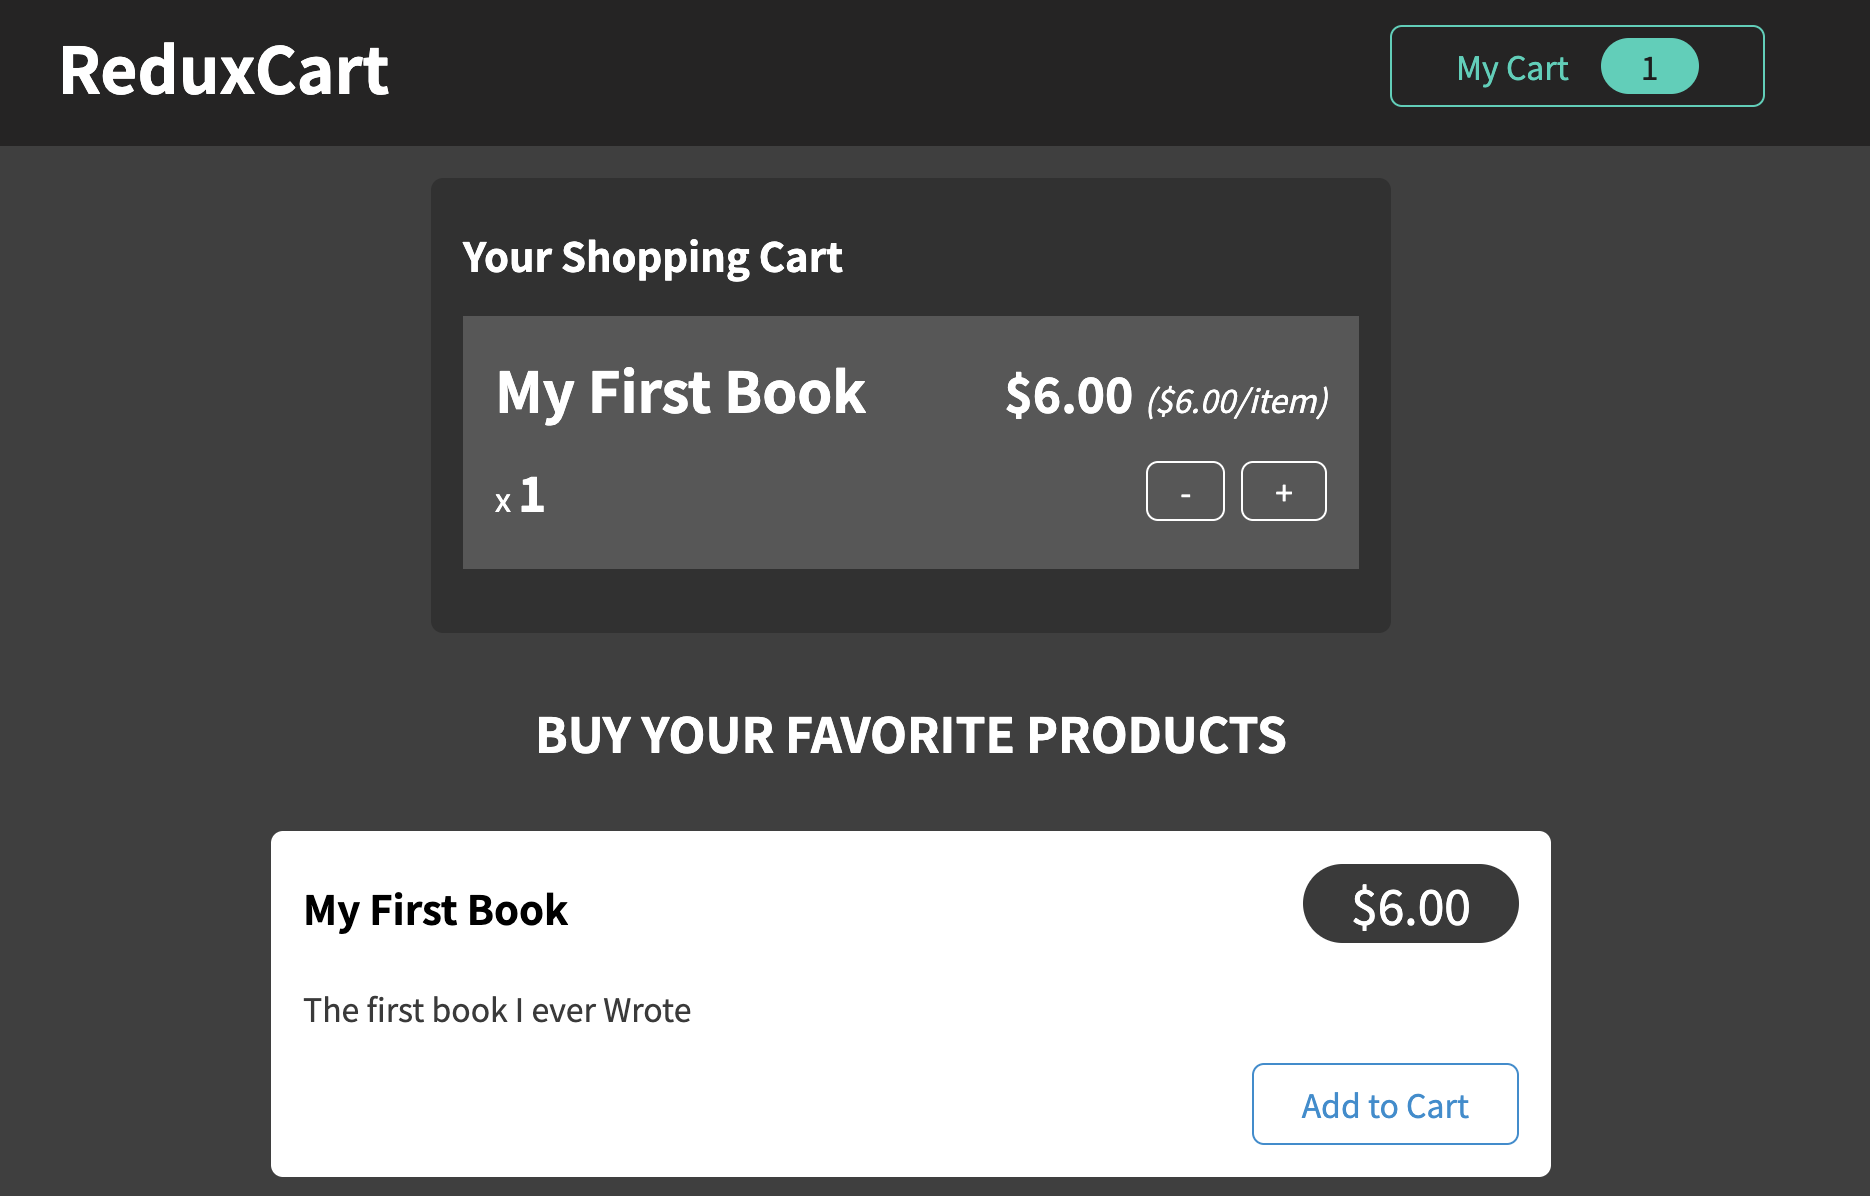 ReduxCart
My Cart 1
Your Shopping Cart
My First Book $6.00 ($6.00/item)
x 1 - +
BUY YOUR FAVORITE PRODUCTS
My First Book $6.00
The first book I ever Wrote
Add to Cart